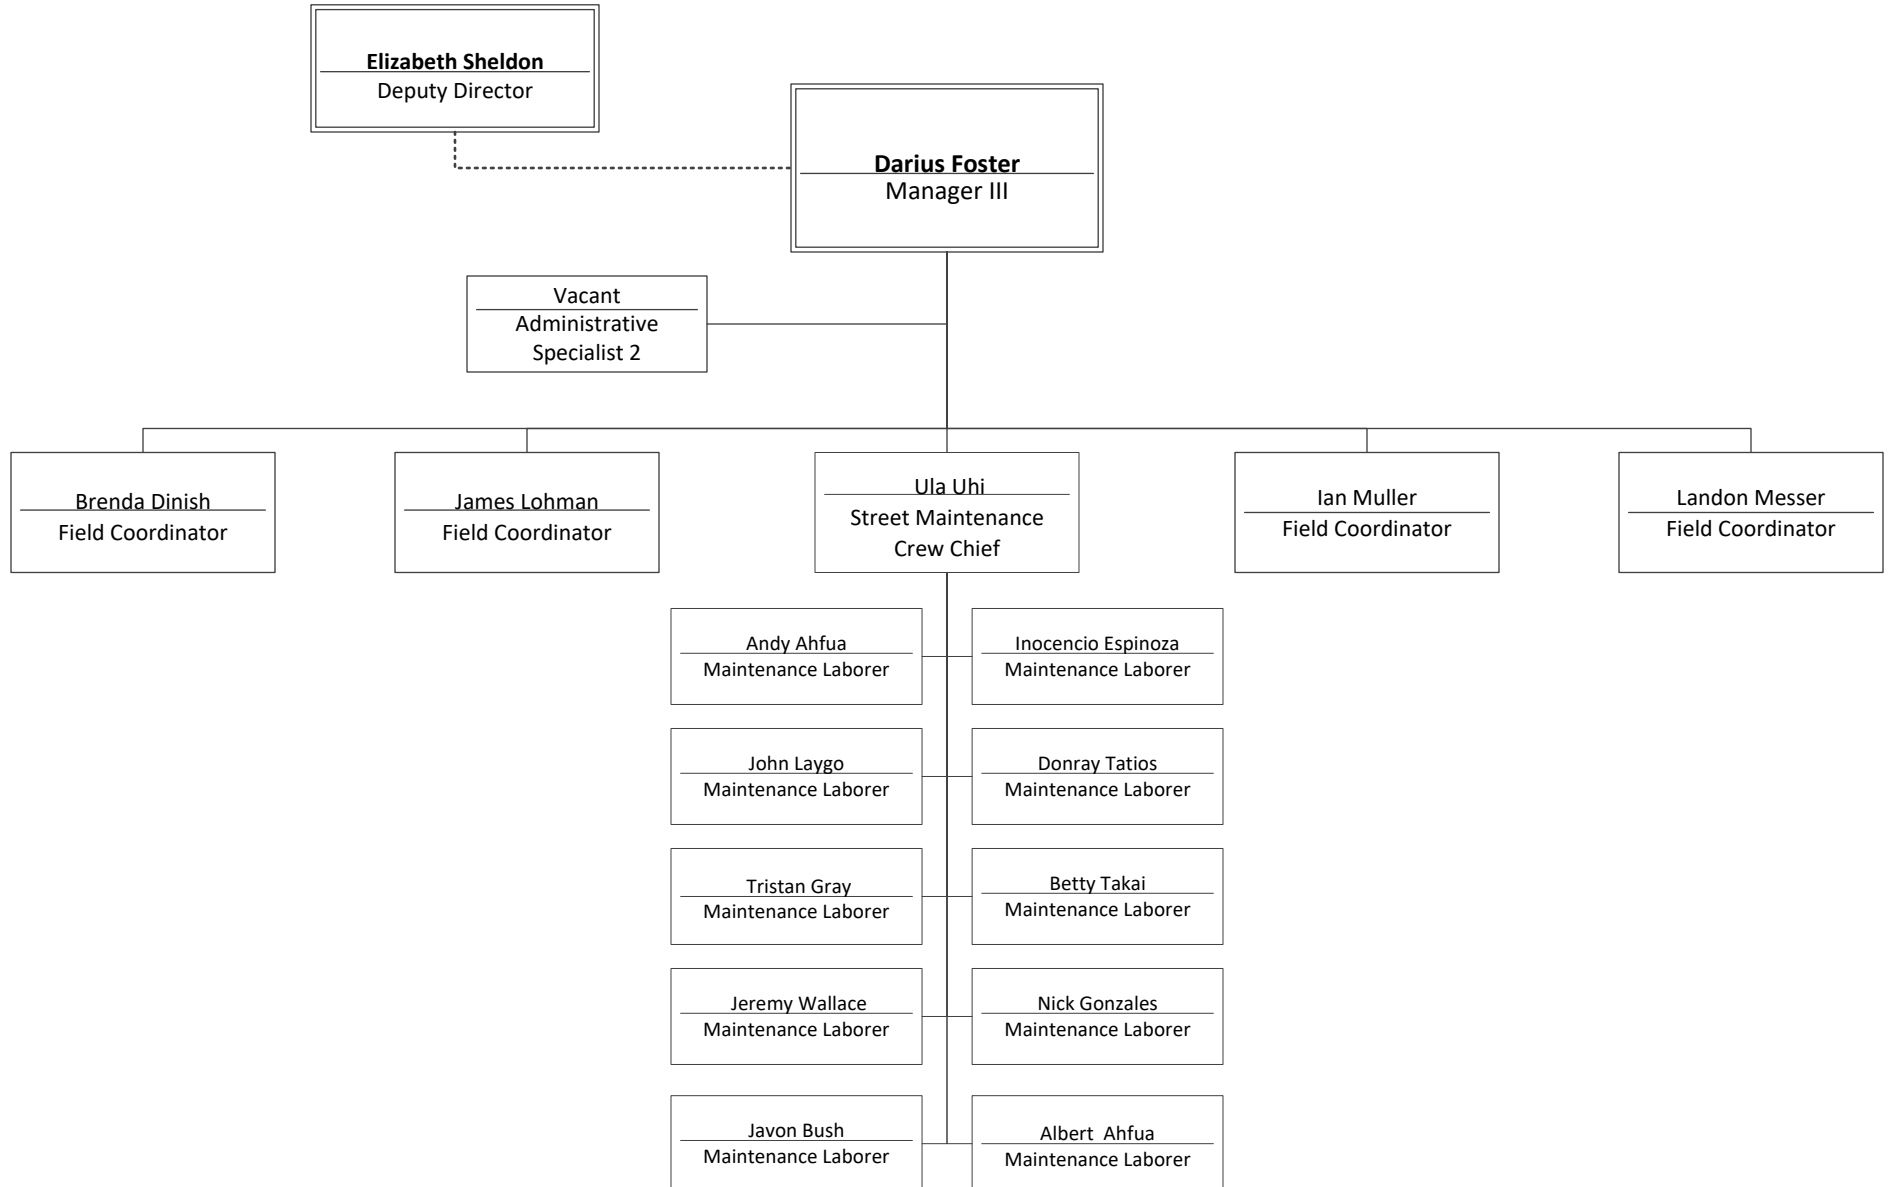 Elizabeth Sheldon
Deputy Director
Darius Foster
Manager III
Vacant
Administrative
Specialist 2
Brenda Dinish
Field Coordinator
James Lohman
Field Coordinator
Ula Uhi
Street Maintenance
Crew Chief
Ian Muller
Field Coordinator
Landon Messer
Field Coordinator
Andy Ahfua
Maintenance Laborer
Inocencio Espinoza
Maintenance Laborer
John Laygo
Maintenance Laborer
Donray Tatios
Maintenance Laborer
Tristan Gray
Maintenance Laborer
Betty Takai
Maintenance Laborer
Jeremy Wallace
Maintenance Laborer
Nick Gonzales
Maintenance Laborer
Javon Bush
Maintenance Laborer
Albert Ahfua
Maintenance Laborer